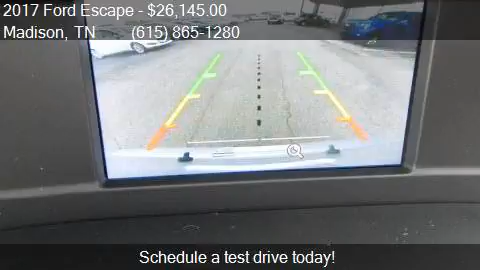 2017 Ford Escape - $26,145.00
Madison, TN (615) 865-1280
Schedule a test drive today!